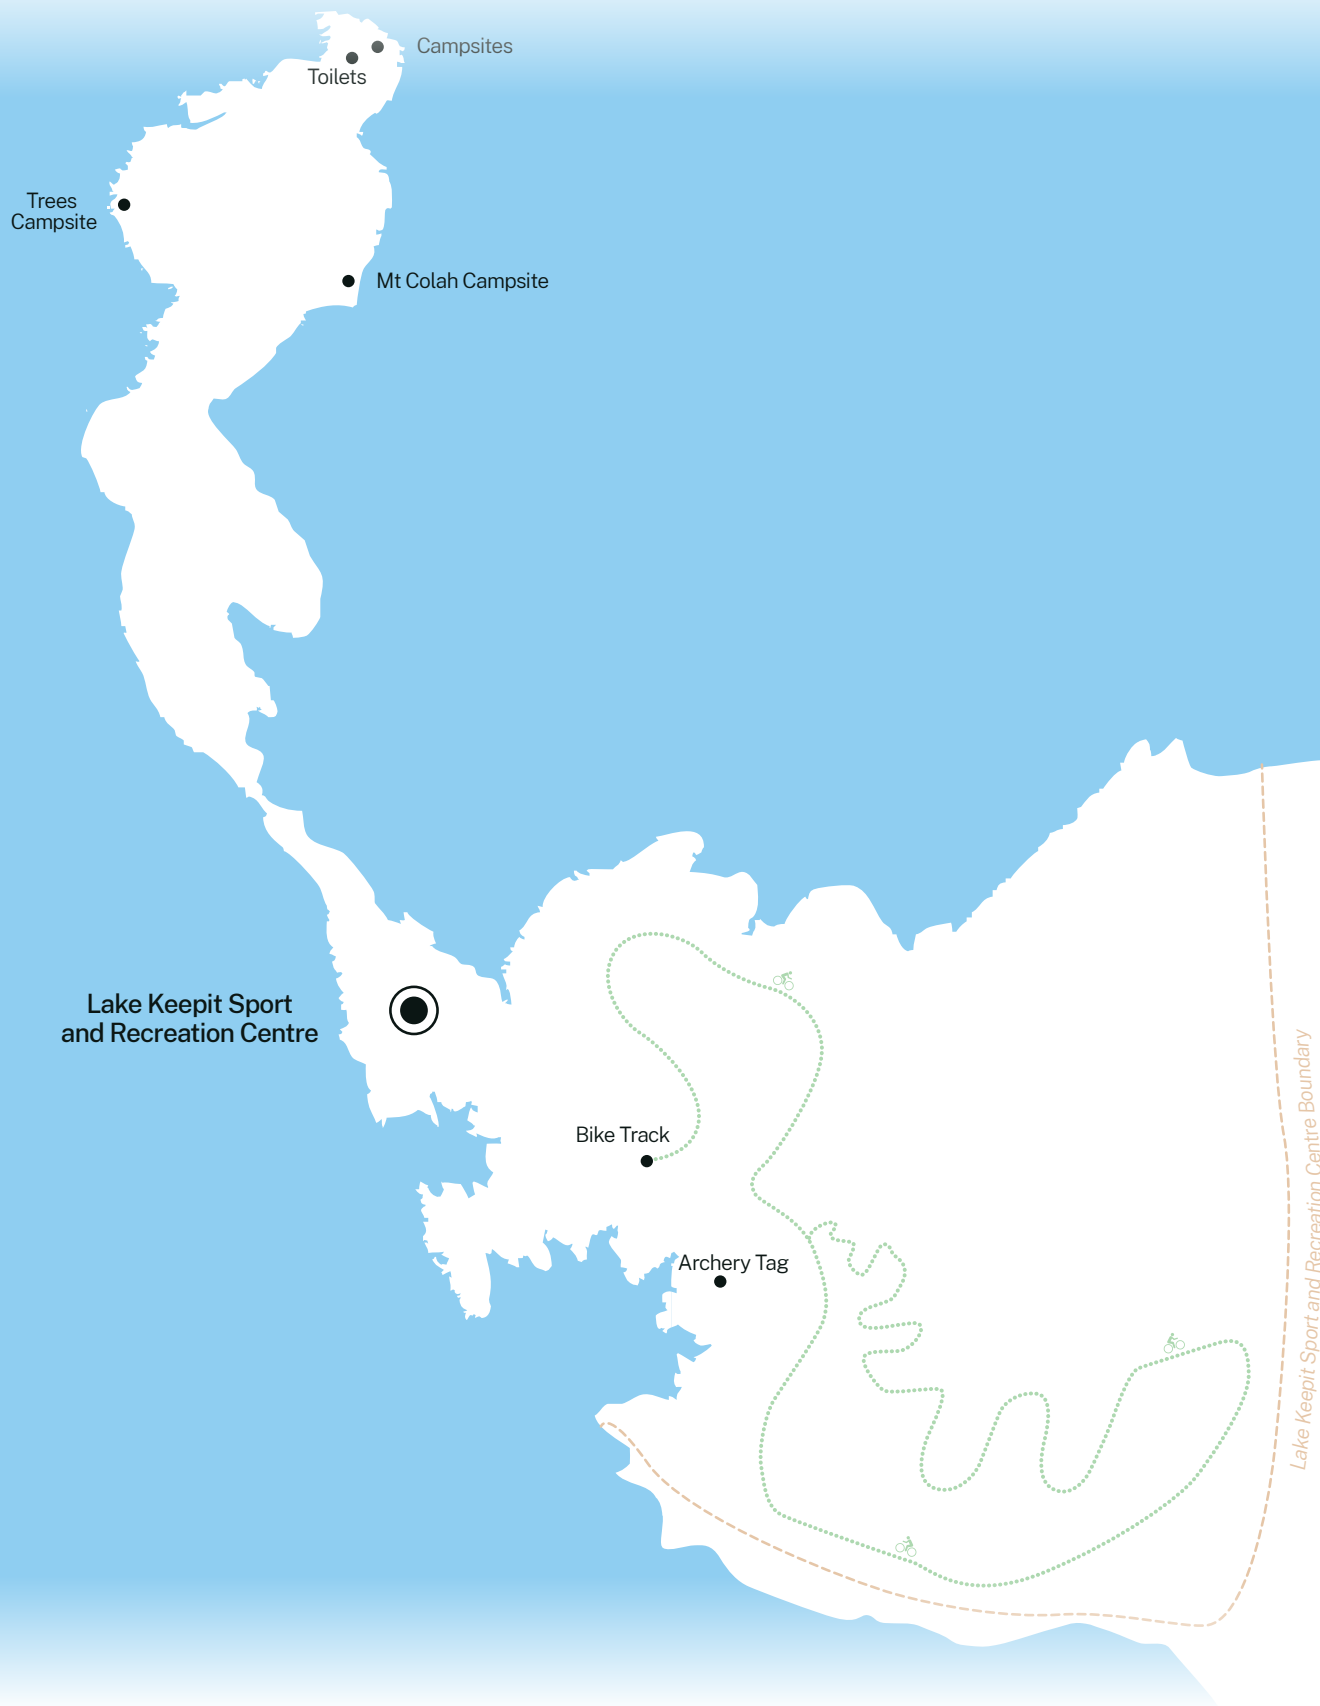 Campsites
Toilets
Trees
Campsite
Mt Colah Campsite
Lake Keepit Sport
and Recreation Centre
Bike Track
Archery Tag
Lake Keepit Sport and Recreation Centre Boundary